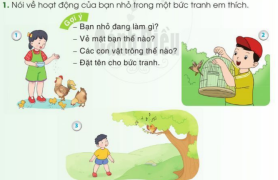 1. Nói về hoạt động của bạn nhỏ trong một bức tranh em thích.
Gợi ý
– Bạn nhỏ đang làm gì?
– Vẻ mặt bạn thế nào?
– Các con vật trông thế nào?
– Đặt tên cho bức tranh.
1
2
3